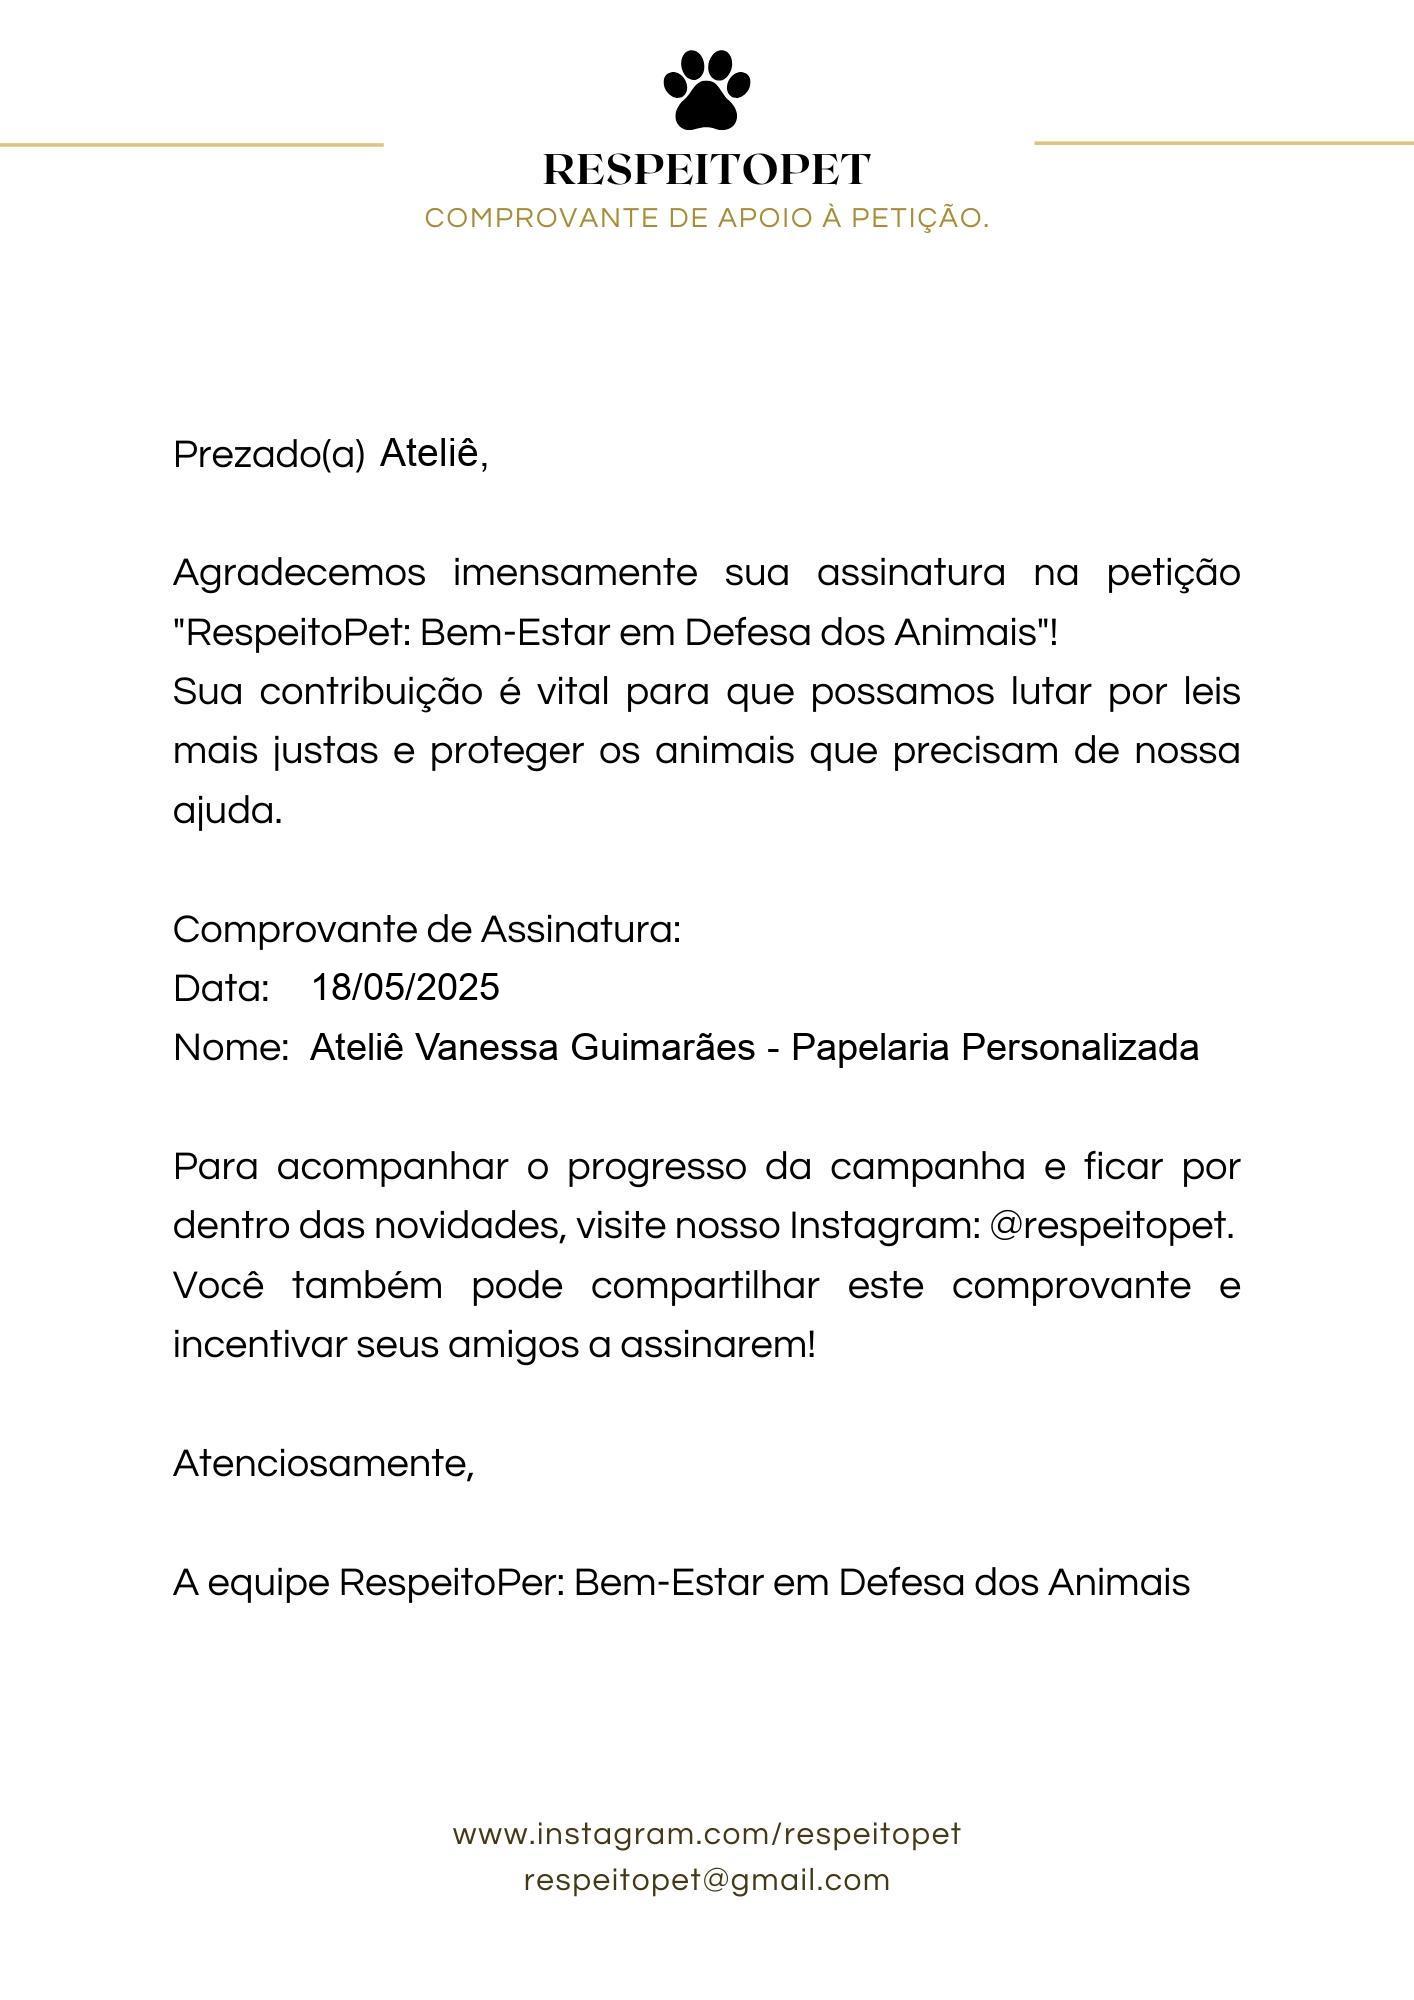 RESPEITOPET
COMPROVANTE DE APOIO À PETIÇÃO.
Prezado(a) Ateliê,
Agradecemos imensamente sua assinatura na petição
"RespeitoPet: Bem-Estar em Defesa dos Animais"!
Sua contribuição é vital para que possamos lutar por leis
mais justas e proteger os animais que precisam de nossa
ajuda.
Comprovante de Assinatura:
Data: 18/05/2025
Nome: Ateliê Vanessa Guimarães - Papelaria Personalizada
Para acompanhar o progresso da campanha e ficar por
dentro das novidades, visite nosso Instagram: @respeitopet.
Você também pode compartilhar este comprovante e
incentivar seus amigos a assinarem!
Atenciosamente,
A equipe RespeitoPer: Bem-Estar em Defesa dos Animais
www.instagram.com/respeitopet
respeitopet@gmail.com